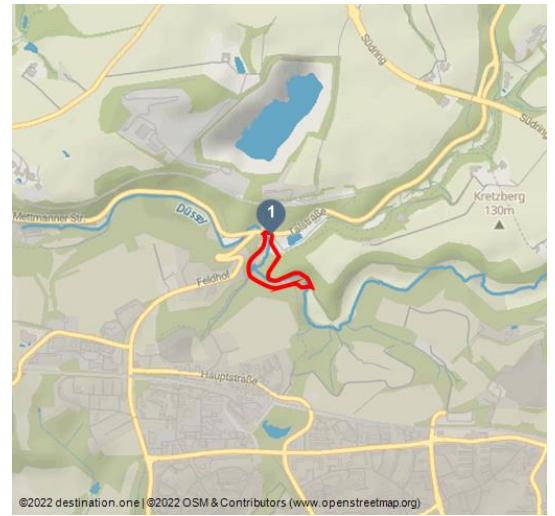 Südring
Südring
Kretzberg
130m
1
Talstraße
Mettmanner Str.
Düssel
Feldhof
Hauptstraße
©2022 destination.one | ©2022 OSM & Contributors (www.openstreetmap.org)